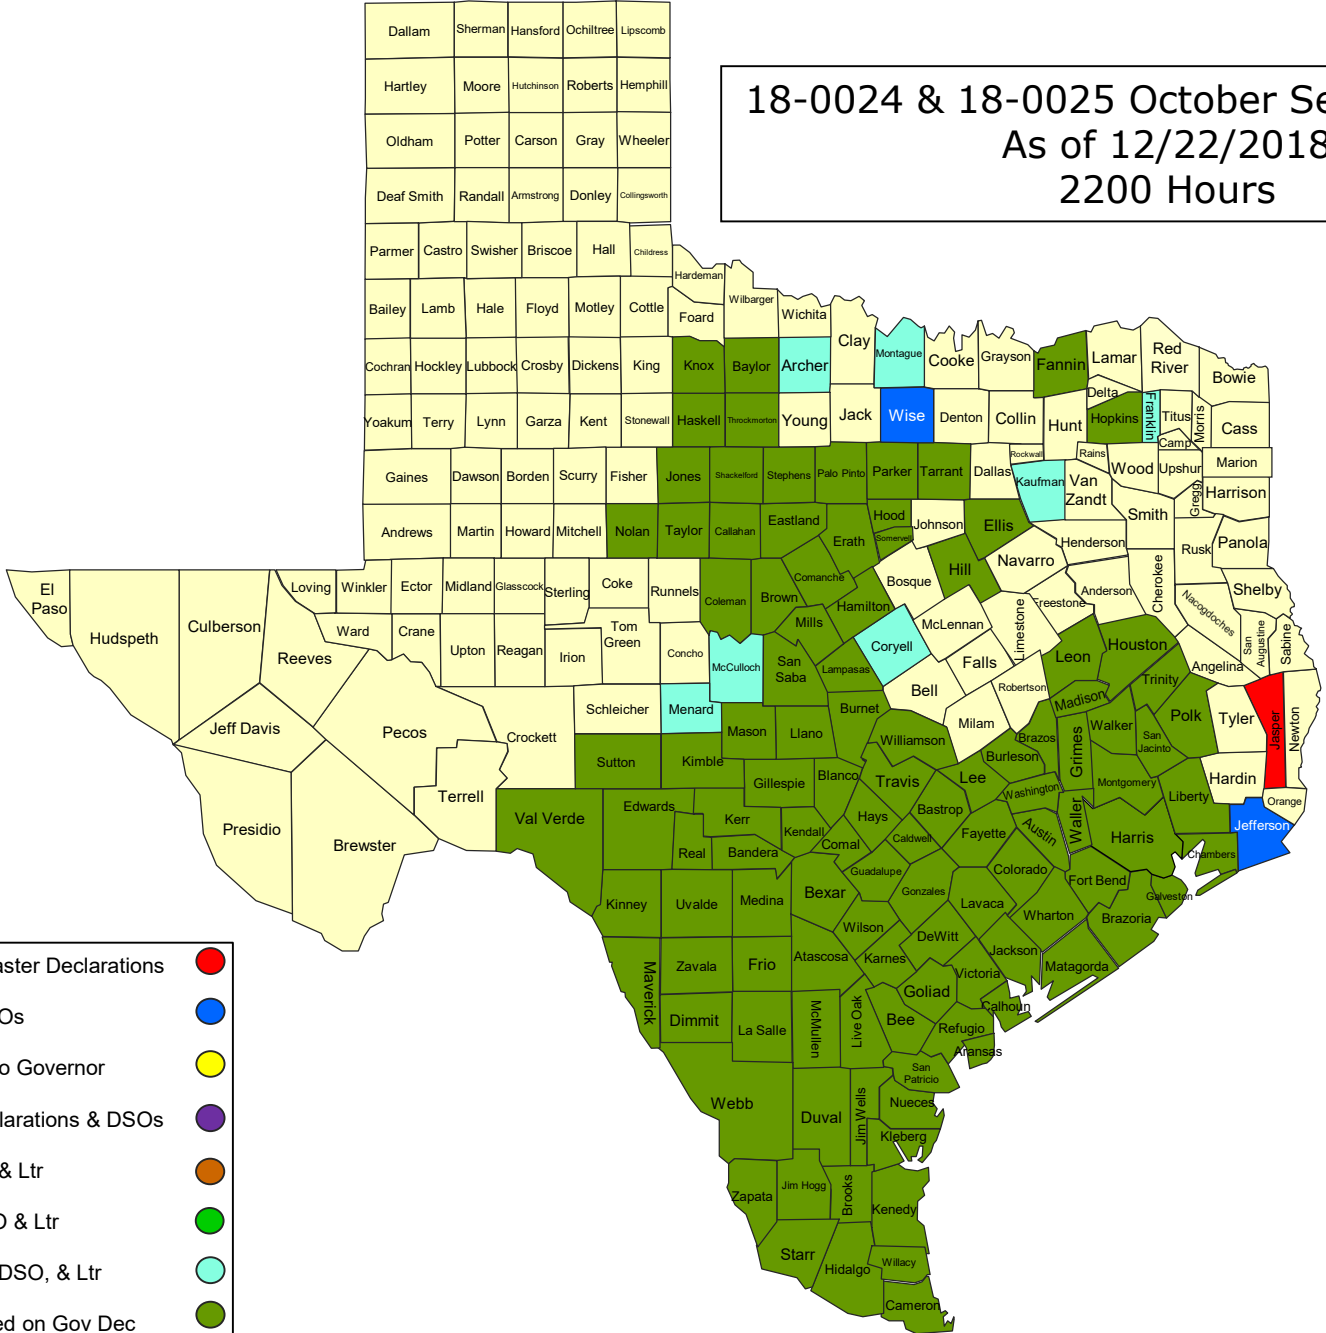 Dallam Sherman Hansford Ochiltree Lipscomb
Hartley Moore Hutchinson Roberts Hemphill
18-0024 & 18-0025 October Se
As of 12/22/2018
2200 Hours
Oldham Potter Carson Gray Wheeler
Deaf Smith Randall Armstrong Donley Collingsworth
Parmer Castro Swisher Briscoe Hall Childress
Hardeman
Bailey Lamb Hale Floyd Motley Cottle Foard Wilbarger Wichita
Clay Montague Cooke Grayson Fannin Lamar Red River Bowie
Cochran Hockley Lubbock Crosby Dickens King Knox Baylor Archer
Delta Franklin Titus Morris
Yoakum Terry Lynn Garza Kent Stonewall Haskell Throckmorton Young Jack Wise Denton Collin Hunt Hopkins Camp Cass
Rockwall Rains
Gaines Dawson Borden Scurry Fisher Jones Shackelford Stephens Palo Pinto Parker Tarrant Dallas Kaufman Van Zandt Wood Upshur Marion
Gregg Harrison
Andrews Martin Howard Mitchell Nolan Taylor Callahan Eastland Erath Hood Somervell Johnson Ellis Henderson Smith Rusk Panola
El Paso Hudspeth Culberson Loving Winkler Ector Midland Glasscock Sterling Coke Runnels Coleman Brown Comanche Hamilton Bosque Hill Navarro Freestone Anderson Cherokee Nacogdoches Shelby
Reeves Ward Crane Upton Reagan Irion Tom Green Concho McCulloch Mills San Saba Lampasas Coryell McLennan Limestone Falls Leon Houston Angelina San Augustine Sabine
Jeff Davis Pecos Crockett Schleicher Menard Mason Llano Burnet Bell Milam Robertson Madison Trinity Polk Tyler Jasper Newton
Terrell Sutton Kimble Gillespie Blanco Williamson Travis Lee Burleson Brazos Grimes Walker San Jacinto Hardin
Presidio Brewster Val Verde Edwards Kerr Kendall Hays Bastrop Washington Montgomery Liberty Orange
Real Bandera Comal Caldwell Fayette Austin Waller Harris Chambers Jefferson
Kinney Uvalde Medina Bexar Guadalupe Gonzales Lavaca Colorado Fort Bend Galveston
Wilson Wharton Brazoria
Maverick Zavala Frio Atascosa Karnes DeWitt Jackson Matagorda
Dimmit La Salle McMullen Live Oak Bee Goliad Victoria Calhoun
Refugio Aransas
San Patricio
Webb Duval Jim Wells Nueces
Kleberg
Zapata Jim Hogg Brooks Kenedy
Starr Hidalgo Willacy
Cameron
aster Declarations
Os
o Governor
larations & DSOs
& Ltr
O & Ltr
DSO, & Ltr
ed on Gov Dec